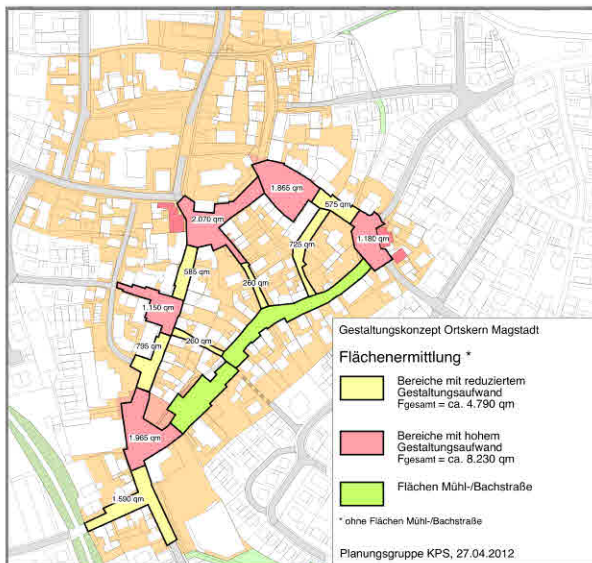 1.865 qm
575 qm
2.070 qm
725 qm
1.180 qm
585 qm
260 qm
1.150 qm
260 qm
795 qm
1.965 qm
1.590 qm
Gestaltungskonzept Ortskern Magstadt
Flächenermittlung *
Bereiche mit reduziertem
Gestaltungsaufwand
Fgesamt = ca. 4.790 qm
Bereiche mit hohem
Gestaltungsaufwand
Fgesamt = ca. 8.230 qm
Flächen Mühl-/Bachstraße
* ohne Flächen Mühl-/Bachstraße
Planungsgruppe KPS, 27.04.2012